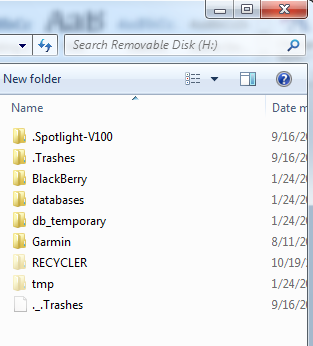 AaB
Search Removable Disk (H:)
New folder
Name Date m
.Spotlight-V100 9/16/20
.Trashes 9/16/20
BlackBerry 1/24/20
databases 1/24/20
db_temporary 1/24/20
Garmin 8/11/20
RECYCLER 10/19/
tmp 1/24/20
._.Trashes 9/16/20